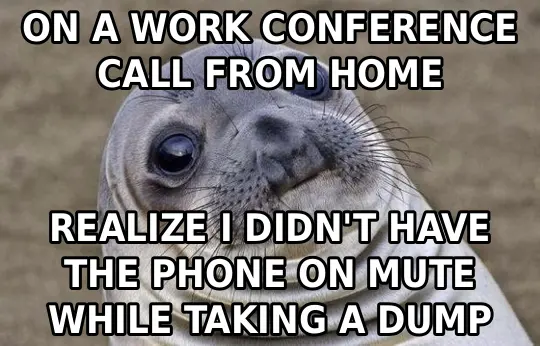 ON A WORK CONFERENCE
CALL FROM HOME
REALIZE I DIDN'T HAVE
THE PHONE ON MUTE
WHILE TAKING A DUMP